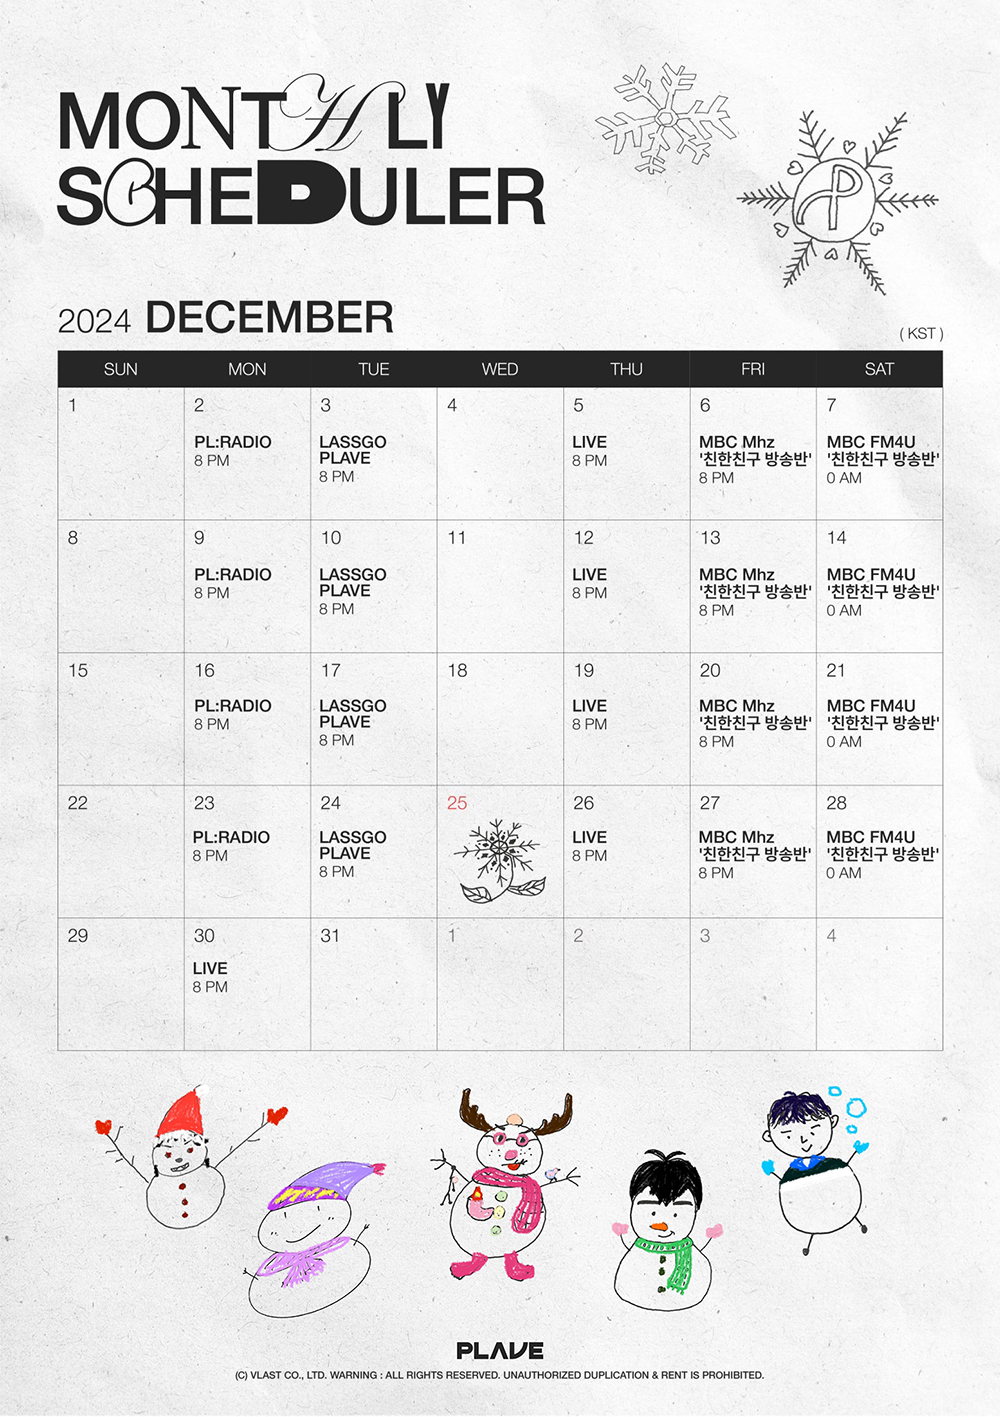 MONTHLY
SCHEDULER
2024 DECEMBER
( KST )
SUN MON TUE WED THU FRI SAT
1 2 3 4 5 6 7
PL:RADIO
8 PM
LASSGO
PLAVE
8 PM
LIVE
8 PM
MBC Mhz
'친한친구 방송반'
8 PM
MBC FM4U
'친한친구 방송반'
0 AM
8 9 10 11 12 13 14
PL:RADIO
8 PM
LASSGO
PLAVE
8 PM
LIVE
8 PM
MBC Mhz
'친한친구 방송반'
8 PM
MBC FM4U
'친한친구 방송반'
0 AM
15 16 17 18 19 20 21
PL:RADIO
8 PM
LASSGO
PLAVE
8 PM
LIVE
8 PM
MBC Mhz
'친한친구 방송반'
8 PM
MBC FM4U
'친한친구 방송반'
0 AM
22 23 24 25 26 27 28
PL:RADIO
8 PM
LASSGO
PLAVE
8 PM
LIVE
8 PM
MBC Mhz
'친한친구 방송반'
8 PM
MBC FM4U
'친한친구 방송반'
0 AM
29 30 31 1 2 3 4
LIVE
8 PM
PLAVE
(C) VLAST CO., LTD. WARNING : ALL RIGHTS RESERVED. UNAUTHORIZED DUPLICATION & RENT IS PROHIBITED.